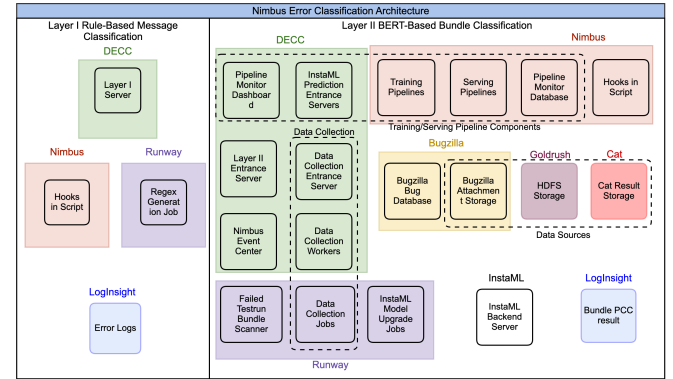 Nimbus Error Classification Architecture
Layer I Rule-Based Message
Classification
DECC
Layer I
Server
Nimbus
Hooks
in Script
Runway
Regex
Generat
ion Job
LogInsight
Error Logs
Layer II BERT-Based Bundle Classification
DECC
Pipeline
Monitor
Dashboar
d
InstaML
Prediction
Entrance
Servers
Nimbus
Training
Pipelines
Serving
Pipelines
Pipeline
Monitor
Database
Hooks in
Script
Training/Serving Pipeline Components
Data Collection
Layer II
Entrance
Server
Data
Collection
Entrance
Server
Nimbus
Event
Center
Data
Collection
Workers
Bugzilla
Bugzilla
Bug
Database
Bugzilla
Attachmen
t Storage
Goldrush
HDFS
Storage
Cat
Cat Result
Storage
Data Sources
Failed
Testrun
Bundle
Scanner
Data
Collection
Jobs
InstaML
Model
Upgrade
Jobs
Runway
InstaML
InstaML
Backend
Server
LogInsight
Bundle PCC
result